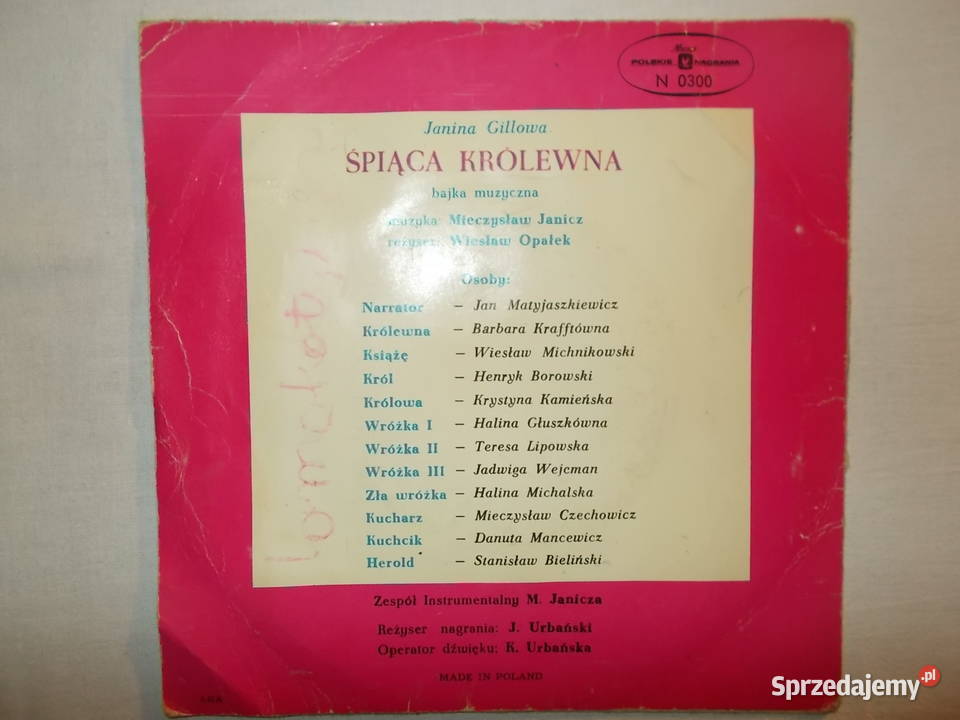 Muza
POLSKIE NAGRANIA
N 0300
Janina Gillowa
ŚPIĄCA KRÓLEWNA
bajka muzyczna
muzyka: Mieczysław Janicz
reżyser: Wiesław Opałek
Osoby:
Narrator – Jan Matyjaszkiewicz
Królewna – Barbara Krafftówna
Książę – Wiesław Michnikowski
Król – Henryk Borowski
Królowa – Krystyna Kamieńska
Wróżka I – Halina Głuszkówna
Wróżka II – Teresa Lipowska
Wróżka III – Jadwiga Wejcman
Zła wróżka – Halina Michalska
Kucharz – Mieczysław Czechowicz
Kuchcik – Danuta Mancewicz
Herold – Stanisław Bieliński
Zespół Instrumentalny M. Janicza
Reżyser nagrania: J. Urbański
Operator dźwięku: K. Urbańska
MADE IN POLAND
Sprzedajemy.pl